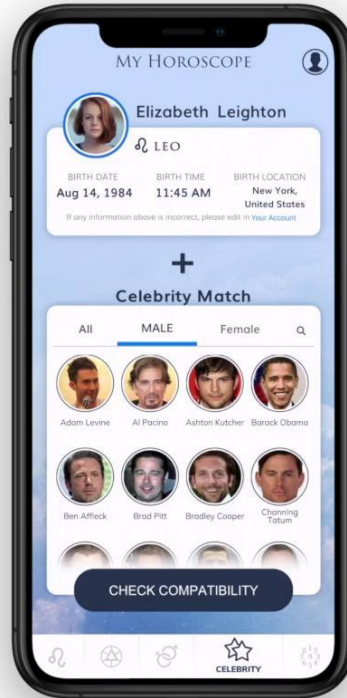 MY HOROSCOPE
Elizabeth Leighton
♌ LEO
BIRTH DATE BIRTH TIME BIRTH LOCATION
Aug 14, 1984 11:45 AM New York,
United States
If any information above is incorrect, please edit in Your Account
+
Celebrity Match
All MALE Female
Adam Levine Al Pacino Ashton Kutcher Barack Obama
Ben Affleck Brad Pitt Bradley Cooper Channing
Tatum
CHECK COMPATIBILITY
CELEBRITY